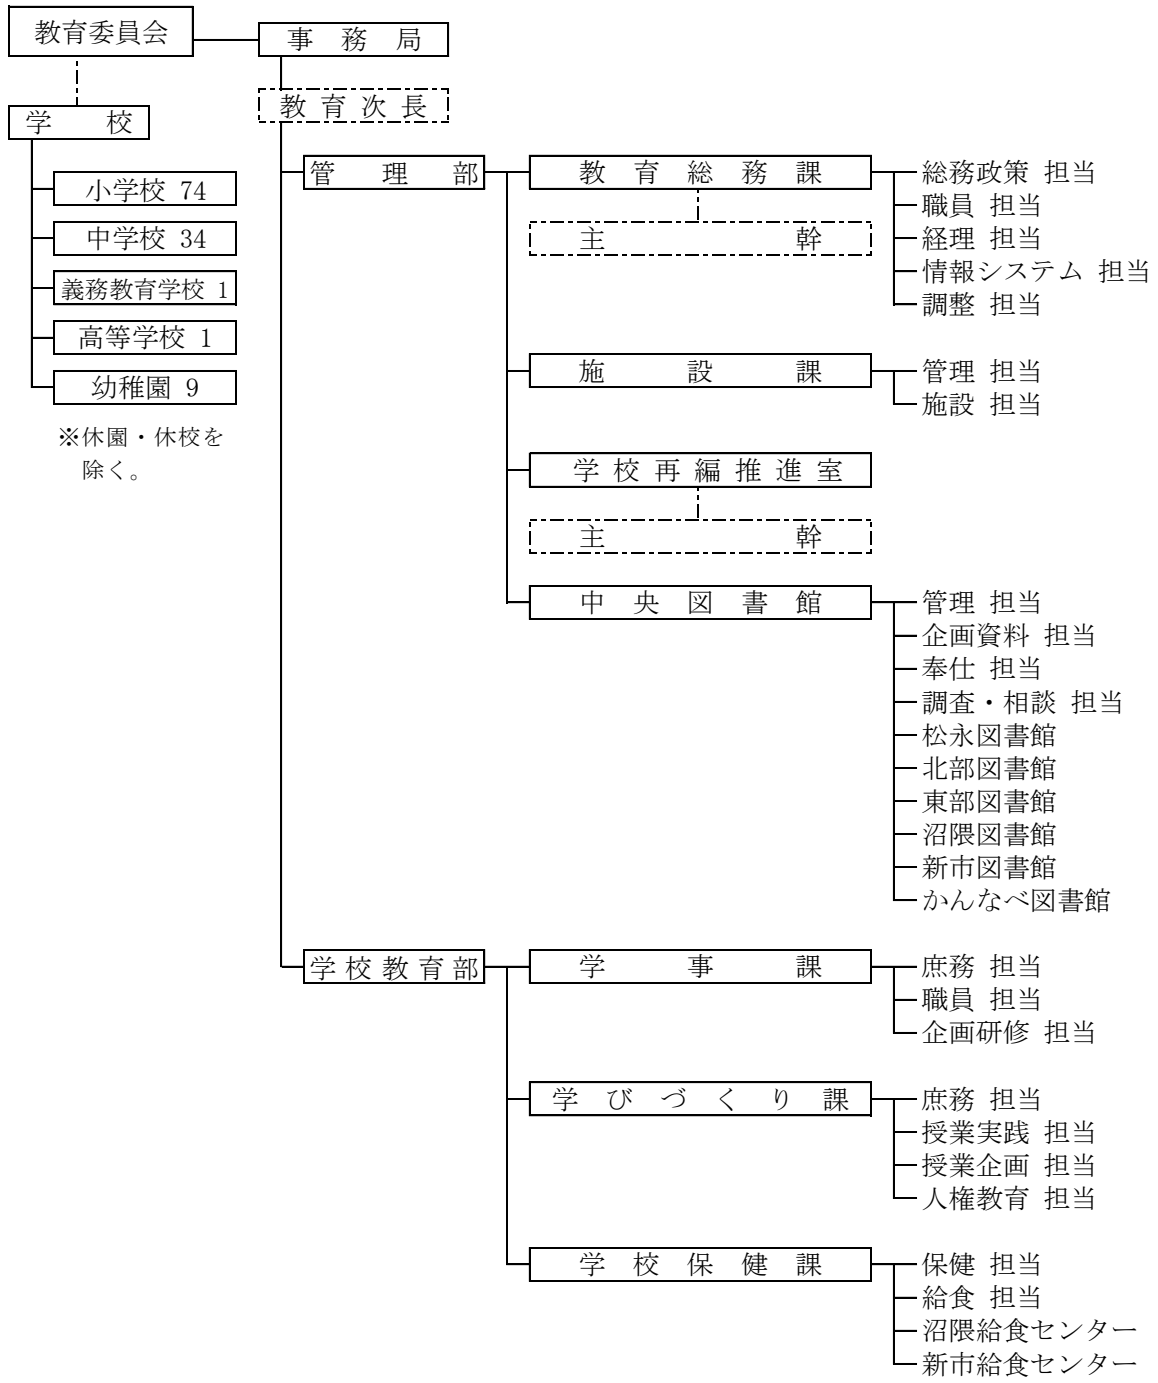 教育委員会
事務局
教育次長
学校
小学校 74
中学校 34
義務教育学校 1
高等学校 1
幼稚園 9
※休園・休校を
除く。
管理部
教育総務課
主幹
総務政策 担当
職員 担当
経理 担当
情報システム 担当
調整 担当
施設課
管理 担当
施設 担当
学校再編推進室
主幹
中央図書館
管理 担当
企画資料 担当
奉仕 担当
調査・相談 担当
松永図書館
北部図書館
東部図書館
沼隈図書館
新市図書館
かんなべ図書館
学校教育部
学事課
庶務 担当
職員 担当
企画研修 担当
学びづくり課
庶務 担当
授業実践 担当
授業企画 担当
人権教育 担当
学校保健課
保健 担当
給食 担当
沼隈給食センター
新市給食センター